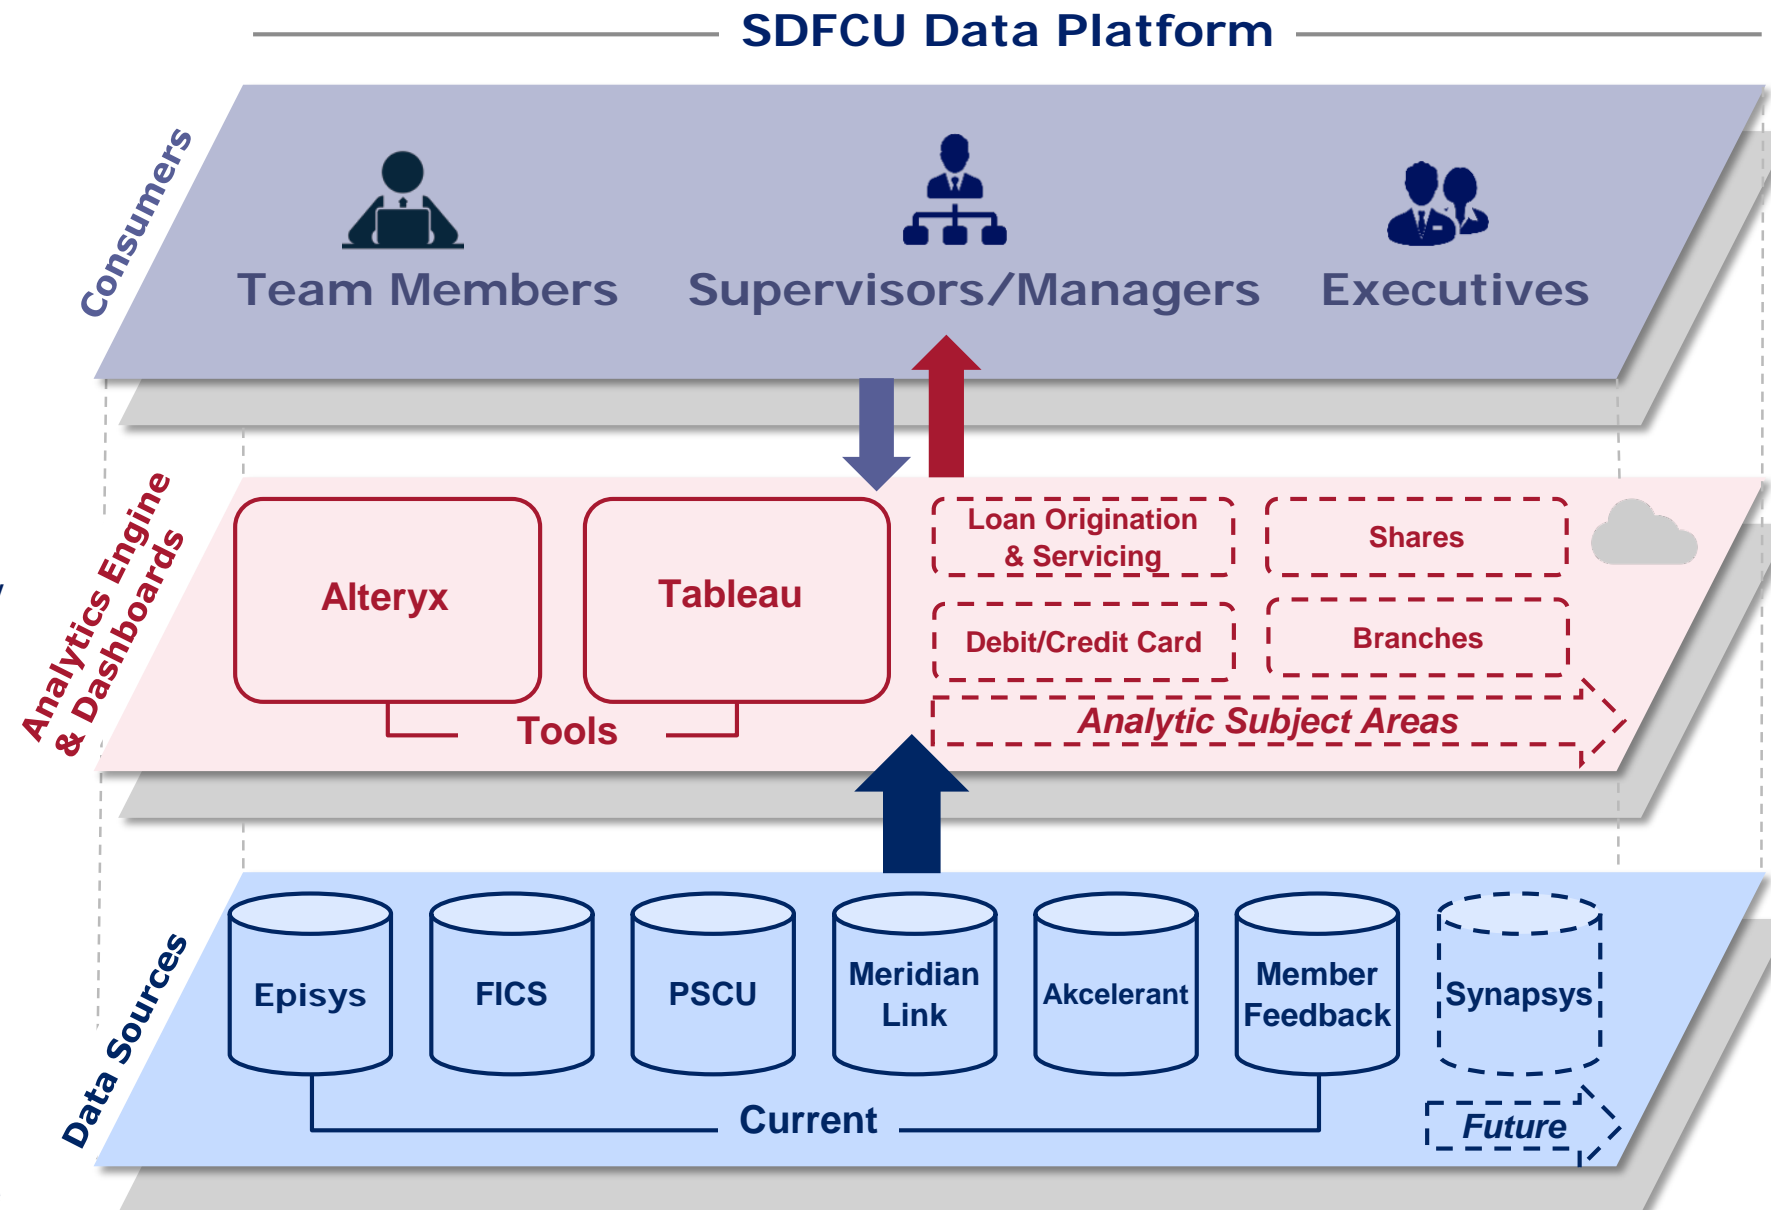 SDFCU Data Platform
Consumers
Team Members
Supervisors/Managers
Executives
Analytics Engine
& Dashboards
Alteryx
Tableau
Tools
Loan Origination
& Servicing
Shares
Debit/Credit Card
Branches
Analytic Subject Areas
Data Sources
Episys
FICS
PSCU
Meridian
Link
Akcelerant
Member
Feedback
Synapsys
Current
Future